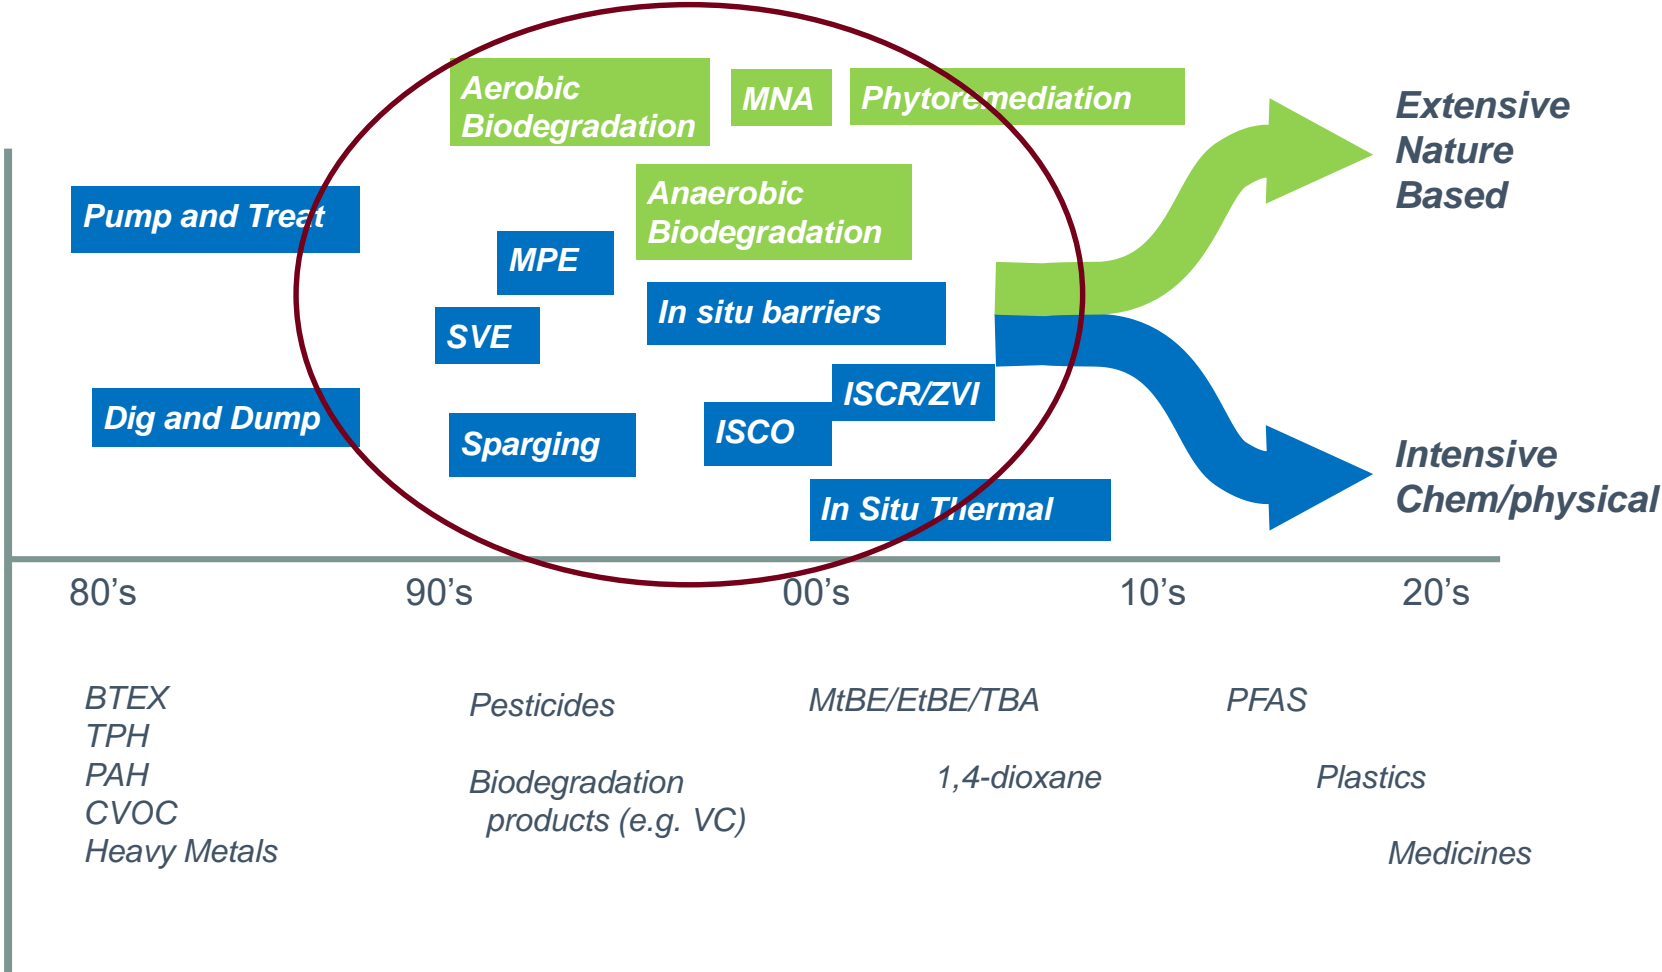 Aerobic
Biodegradation
MNA
Phytoremediation
Extensive
Nature
Based
Pump and Treat
Anaerobic
Biodegradation
MPE
In situ barriers
SVE
ISCR/ZVI
Dig and Dump
Sparging
ISCO
Intensive
Chem/physical
In Situ Thermal
80’s
90’s
00’s
10’s
20’s
BTEX
TPH
PAH
CVOC
Heavy Metals
Pesticides
Biodegradation
products (e.g. VC)
MtBE/EtBE/TBA
1,4-dioxane
PFAS
Plastics
Medicines